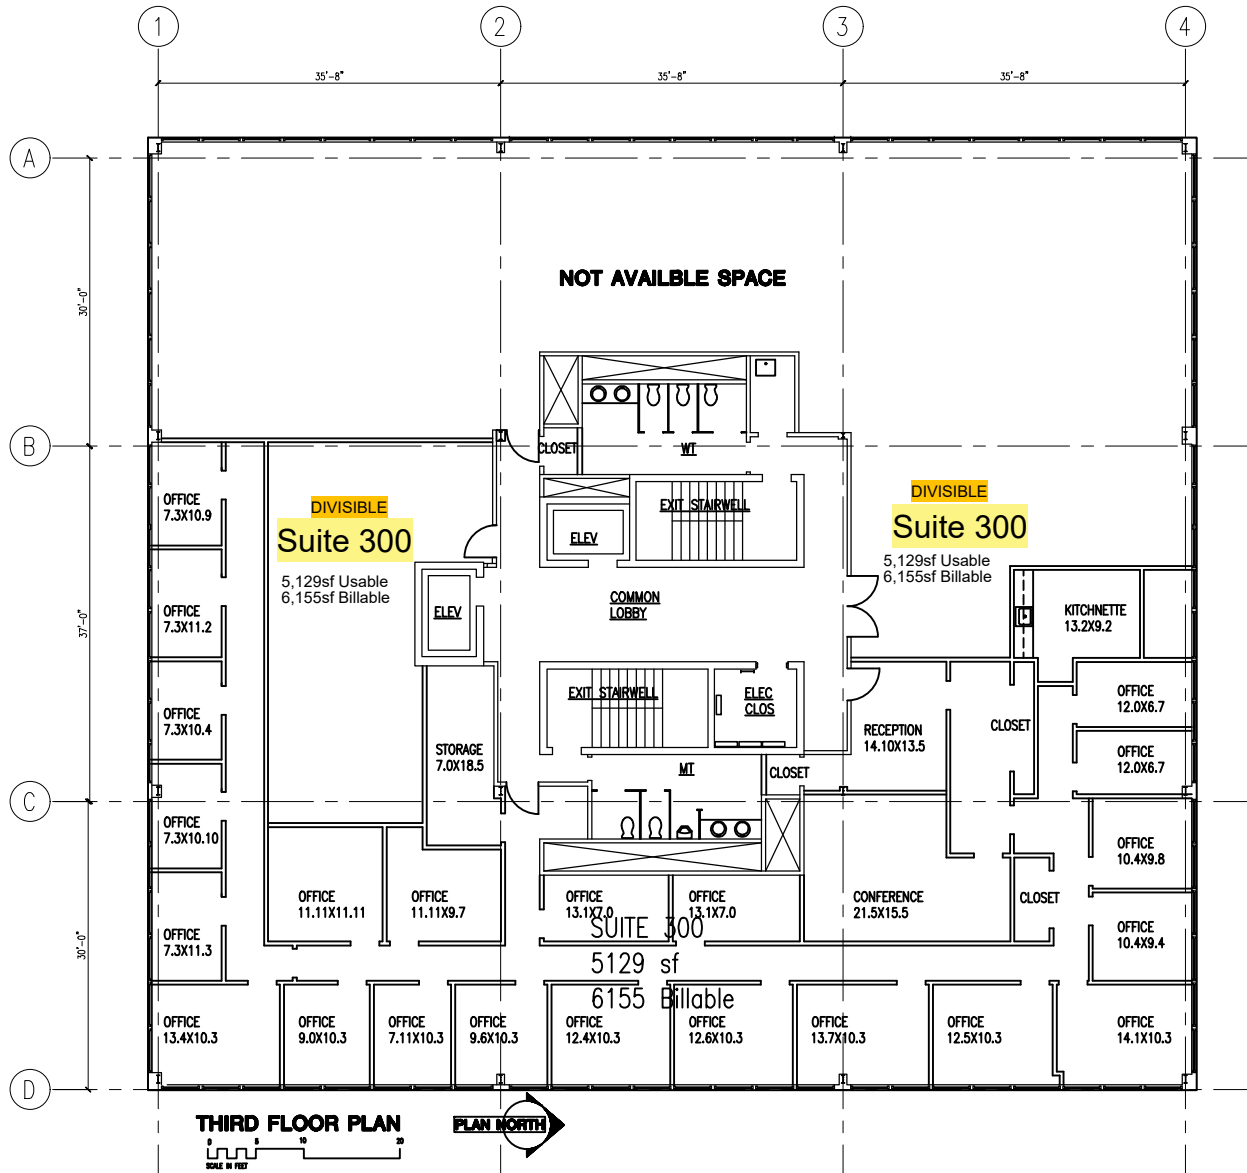 1
2
3
4
35'-8"
35'-8"
35'-8"
A
30'-0"
NOT AVAILBLE SPACE
B
CLOSET
WT
DIVISIBLE
Suite 300
5,129sf Usable
6,155sf Billable
DIVISIBLE
Suite 300
5,129sf Usable
6,155sf Billable
OFFICE
7.3X10.9
EXIT STAIRWELL
ELEV
37'-0"
OFFICE
7.3X11.2
ELEV
COMMON
LOBBY
KITCHNETTE
13.2X9.2
OFFICE
7.3X10.4
EXIT STAIRWELL
ELEC
CLOS
OFFICE
12.0X6.7
STORAGE
7.0X18.5
RECEPTION
14.10X13.5
CLOSET
OFFICE
12.0X6.7
MT
CLOSET
C
OFFICE
7.3X10.10
OFFICE
10.4X9.8
OFFICE
11.11X11.11
OFFICE
11.11X9.7
OFFICE
13.1X7.0
OFFICE
13.1X7.0
CONFERENCE
21.5X15.5
CLOSET
30'-0"
OFFICE
7.3X11.3
SUITE 300
5129 sf
6155 Billable
OFFICE
10.4X9.4
OFFICE
13.4X10.3
OFFICE
9.0X10.3
OFFICE
7.11X10.3
OFFICE
9.6X10.3
OFFICE
12.4X10.3
OFFICE
12.6X10.3
OFFICE
13.7X10.3
OFFICE
12.5X10.3
OFFICE
14.1X10.3
D
THIRD FLOOR PLAN
PLAN NORTH
0 5 10 20
SCALE IN FEET